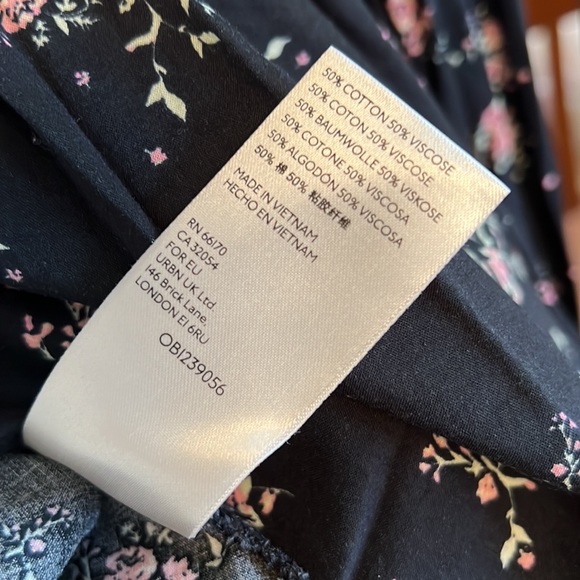 50% COTTON 50% VISCOSE
50% COTON 50% VISCOSE
50% BAUMWOLLE 50% VISKOSE
50% COTONE 50% VISCOSA
50% ALGODÓN 50% VISCOSA
50% 棉 50% 粘胶纤维
MADE IN VIETNAM
HECHO EN VIETNAM
RN 66170
CA 32054
FOR EU
URBN UK Ltd.
146 Brick Lane,
LONDON E1 6RU
OB1239056